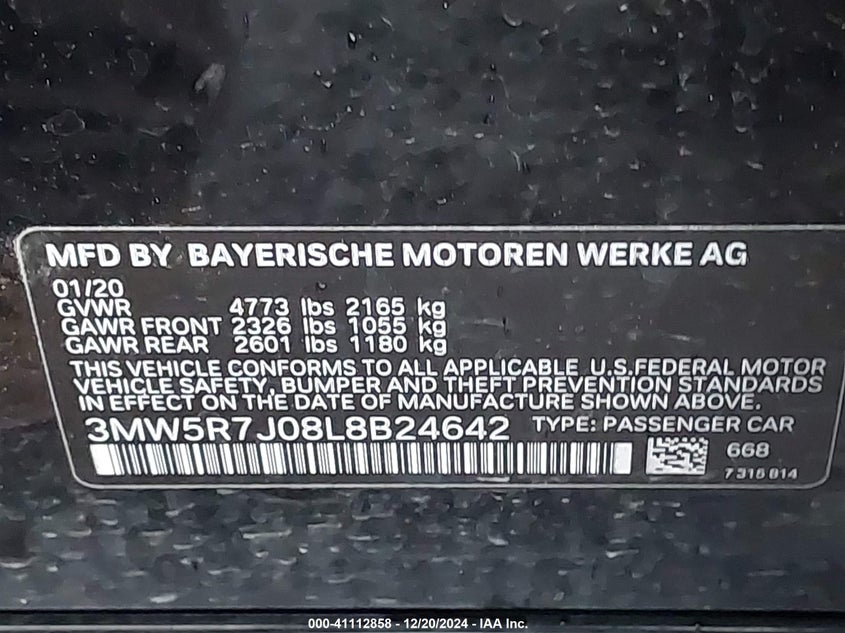 MFD BY BAYERISCHE MOTOREN WERKE AG
01/20
GVWR 4773 lbs 2165 kg
GAWR FRONT 2326 lbs 1055 kg
GAWR REAR 2601 lbs 1180 kg
THIS VEHICLE CONFORMS TO ALL APPLICABLE U.S.FEDERAL MOTOR
VEHICLE SAFETY, BUMPER AND THEFT PREVENTION STANDARDS
IN EFFECT ON THE DATE OF MANUFACTURE SHOWN ABOVE.
3MW5R7J08L8B24642 TYPE: PASSENGER CAR
668
7 315 814
000-41112858 - 12/20/2024 - IAA Inc.